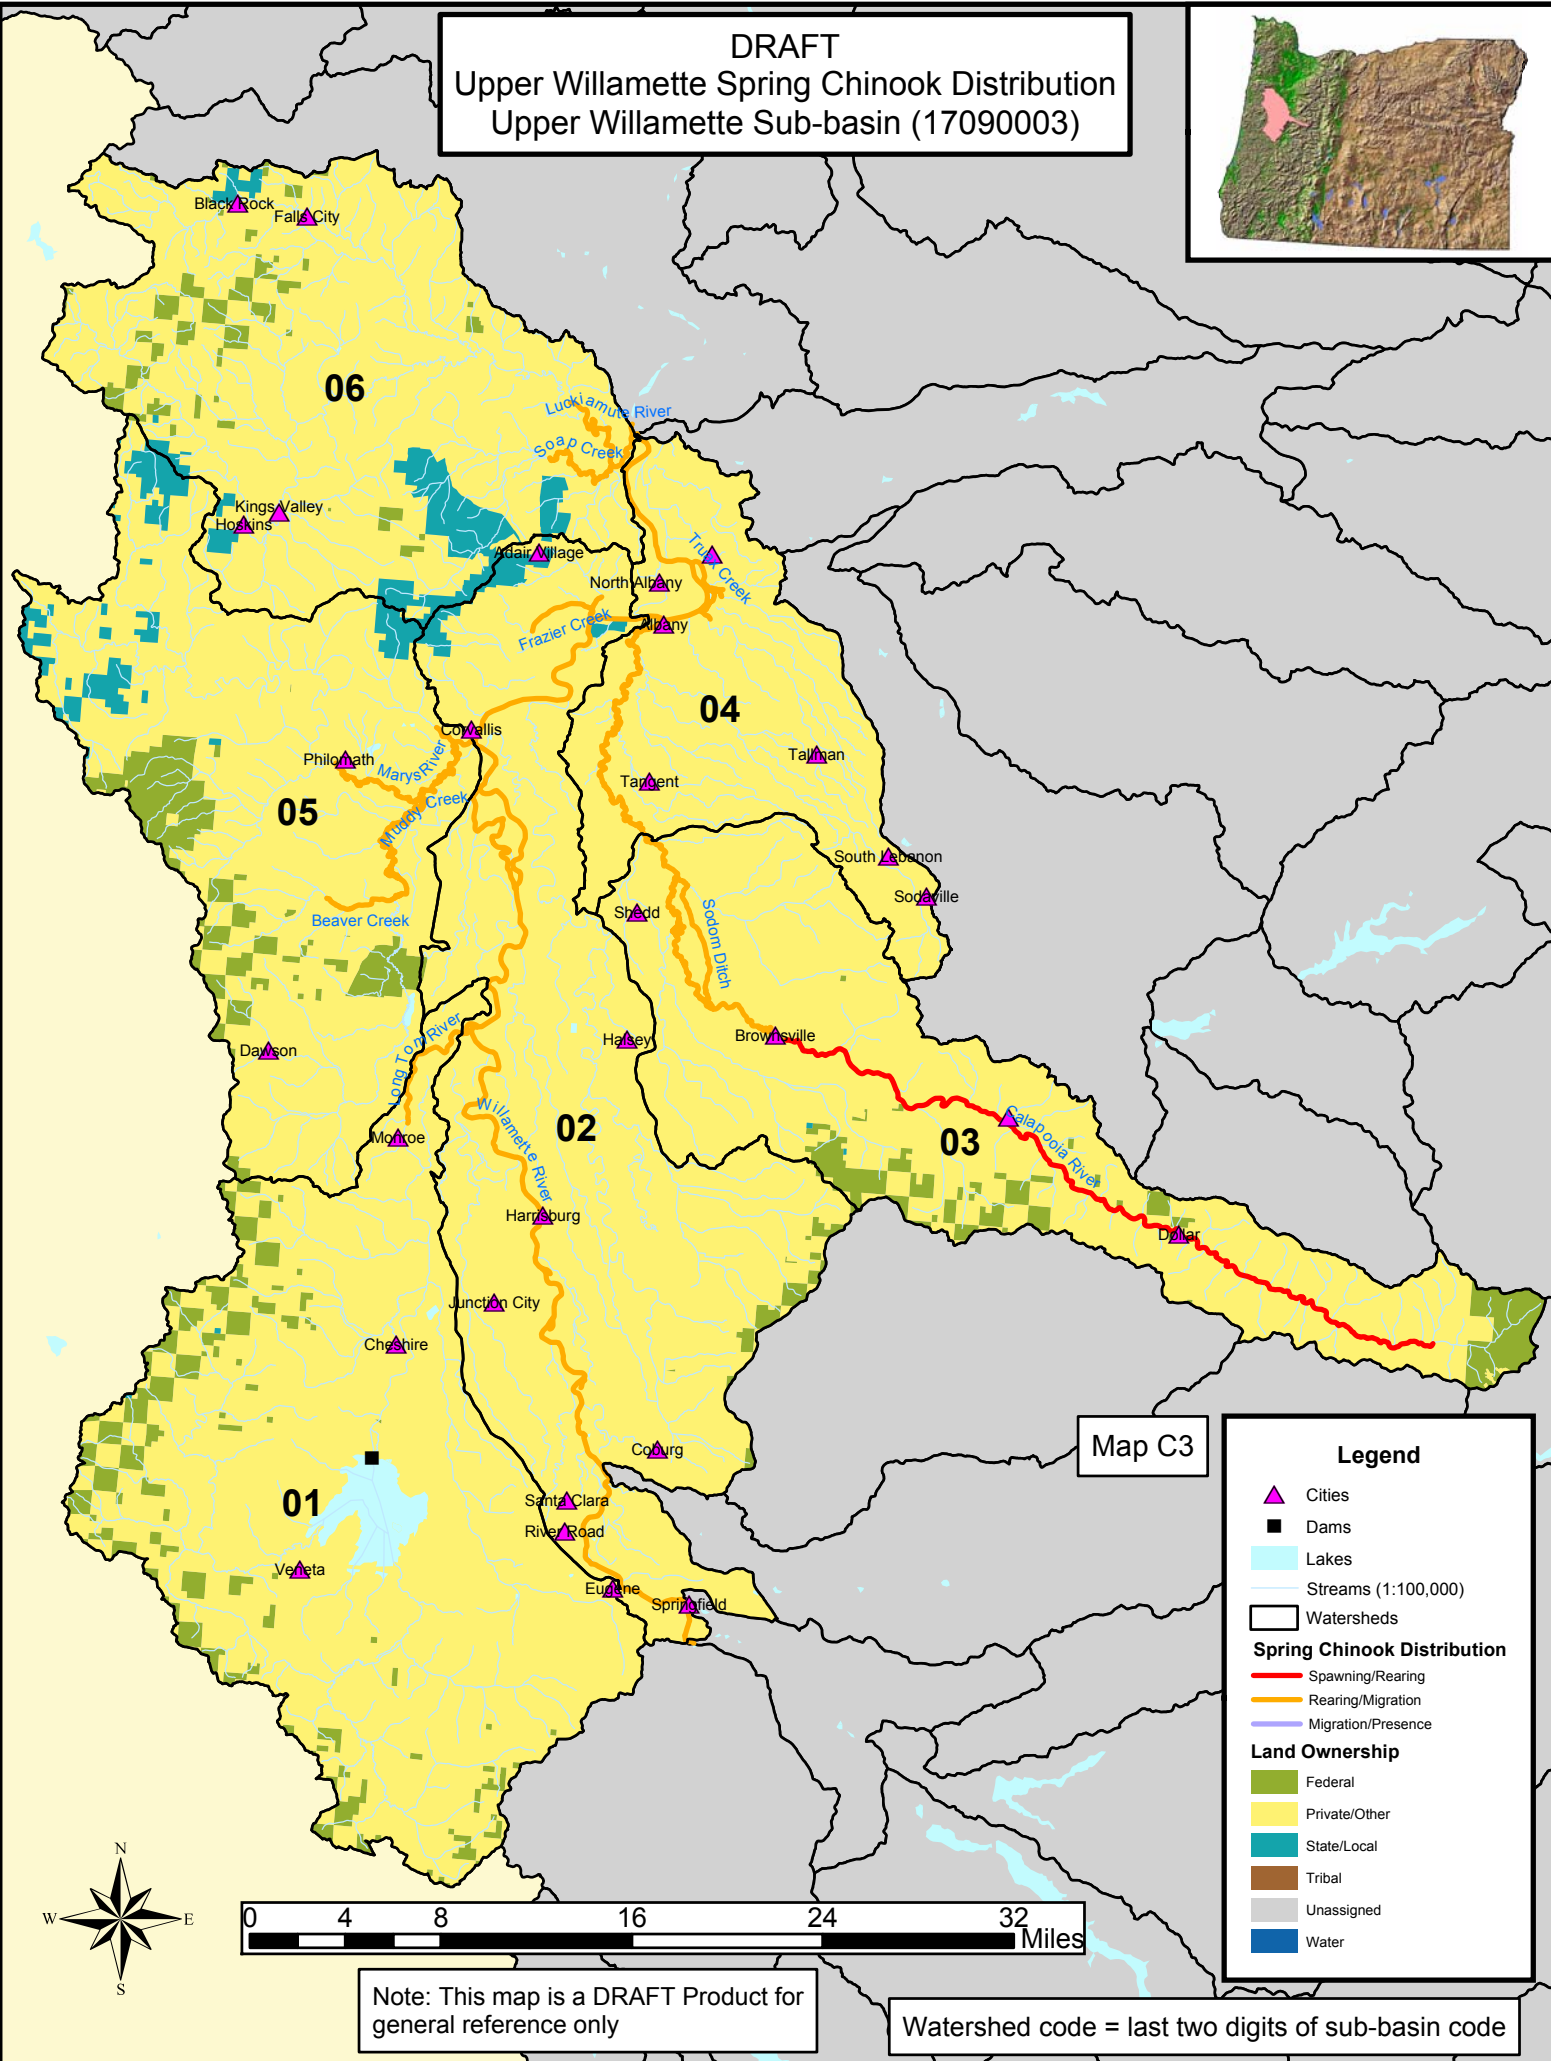 DRAFT
Upper Willamette Spring Chinook Distribution
Upper Willamette Sub-basin (17090003)
Black Rock
Falls City
06
Luckiamute River
Soap Creek
Kings Valley
Hoskins
Adair Village
Truax Creek
North Albany
Frazier Creek
Albany
04
Corvallis
Philomath
Marys River
Tallman
Tangent
05
Muddy Creek
South Lebanon
Sodaville
Shedd
Beaver Creek
Sodom Ditch
Long Tom River
Halsey
Brownsville
Dawson
Willamette River
02
Calapooia River
03
Monroe
Harrisburg
Dollar
Junction City
Cheshire
Coburg
01
Santa Clara
River Road
Veneta
Eugene
Springfield
Map C3
Legend
Cities
Dams
Lakes
Streams (1:100,000)
Watersheds
Spring Chinook Distribution
Spawning/Rearing
Rearing/Migration
Migration/Presence
Land Ownership
Federal
Private/Other
State/Local
Tribal
Unassigned
Water
N
W E
S
0 4 8 16 24 32
Miles
Note: This map is a DRAFT Product for
general reference only
Watershed code = last two digits of sub-basin code